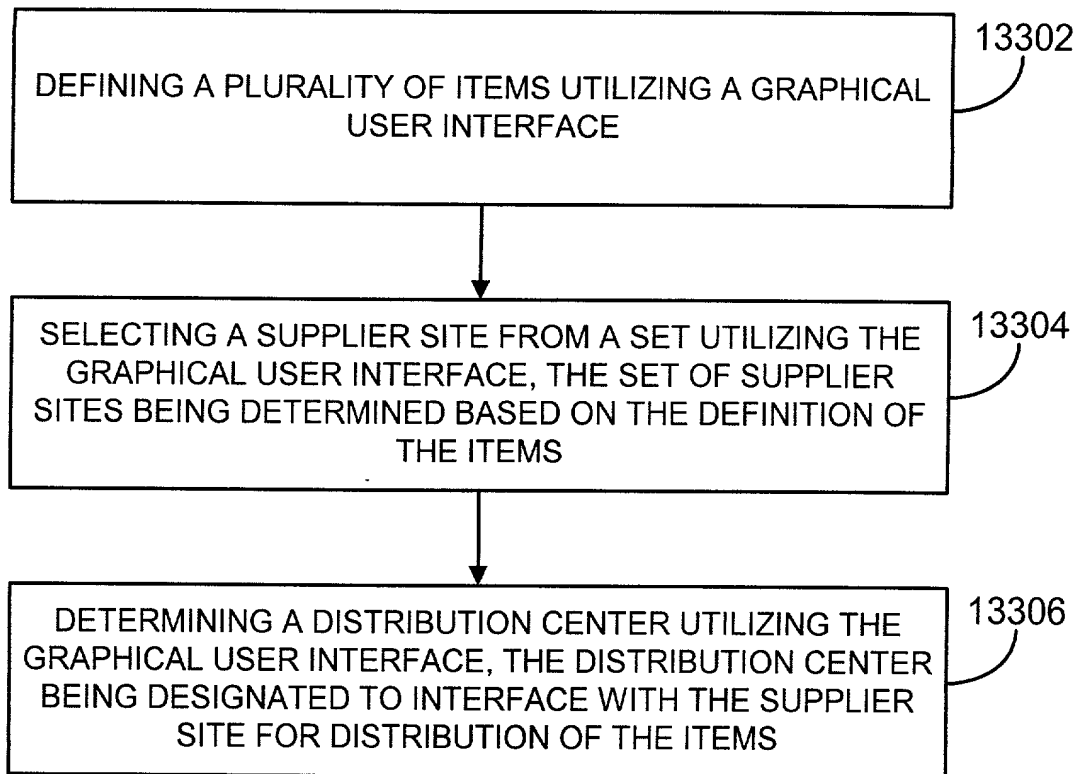 13302
DEFINING A PLURALITY OF ITEMS UTILIZING A GRAPHICAL
USER INTERFACE
13304
SELECTING A SUPPLIER SITE FROM A SET UTILIZING THE
GRAPHICAL USER INTERFACE, THE SET OF SUPPLIER
SITES BEING DETERMINED BASED ON THE DEFINITION OF
THE ITEMS
13306
DETERMINING A DISTRIBUTION CENTER UTILIZING THE
GRAPHICAL USER INTERFACE, THE DISTRIBUTION CENTER
BEING DESIGNATED TO INTERFACE WITH THE SUPPLIER
SITE FOR DISTRIBUTION OF THE ITEMS